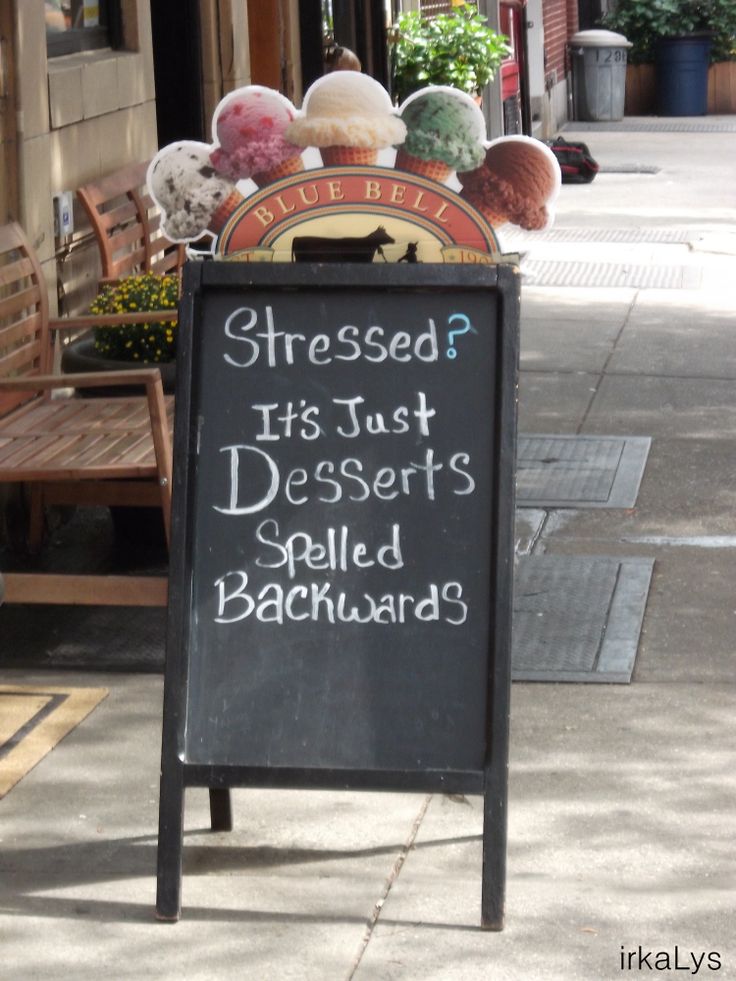 BLUE BELL
Stressed?
It's Just
Desserts
Spelled
Backwards
irkaLys